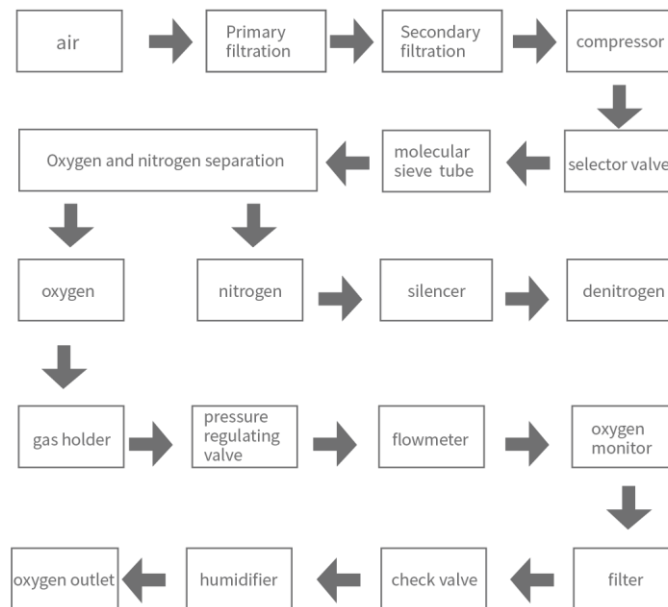 air
Primary
filtration
Secondary
filtration
compressor
Oxygen and nitrogen separation
molecular
sieve tube
selector valve
oxygen
nitrogen
silencer
denitrogen
gas holder
pressure
regulating
valve
flowmeter
oxygen
monitor
oxygen outlet
humidifier
check valve
filter